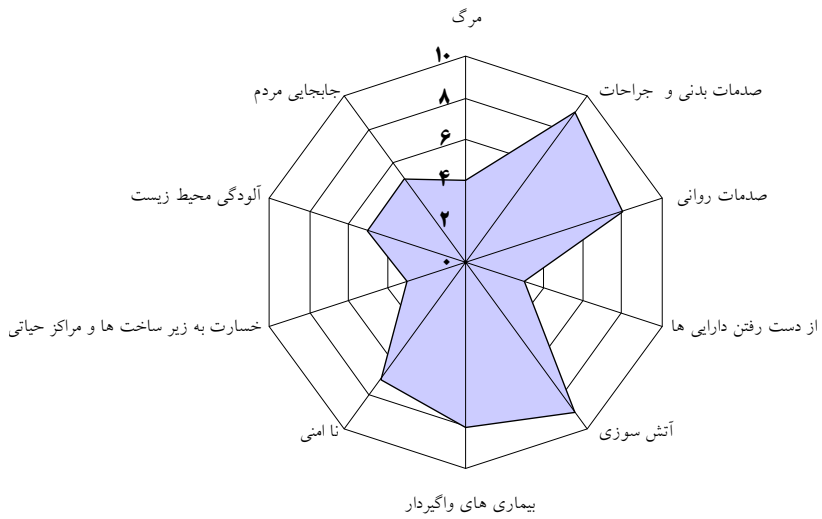 مرگ
۱۰
۸
۶
۴
۲
۰
صدمات بدنی و جراحات
صدمات روانی
از دست رفتن دارایی ها
آتش سوزی
بیماری های واگیردار
نا امنی
خسارت به زیر ساخت ها و مراکز حیاتی
آلودگی محیط زیست
جابجایی مردم